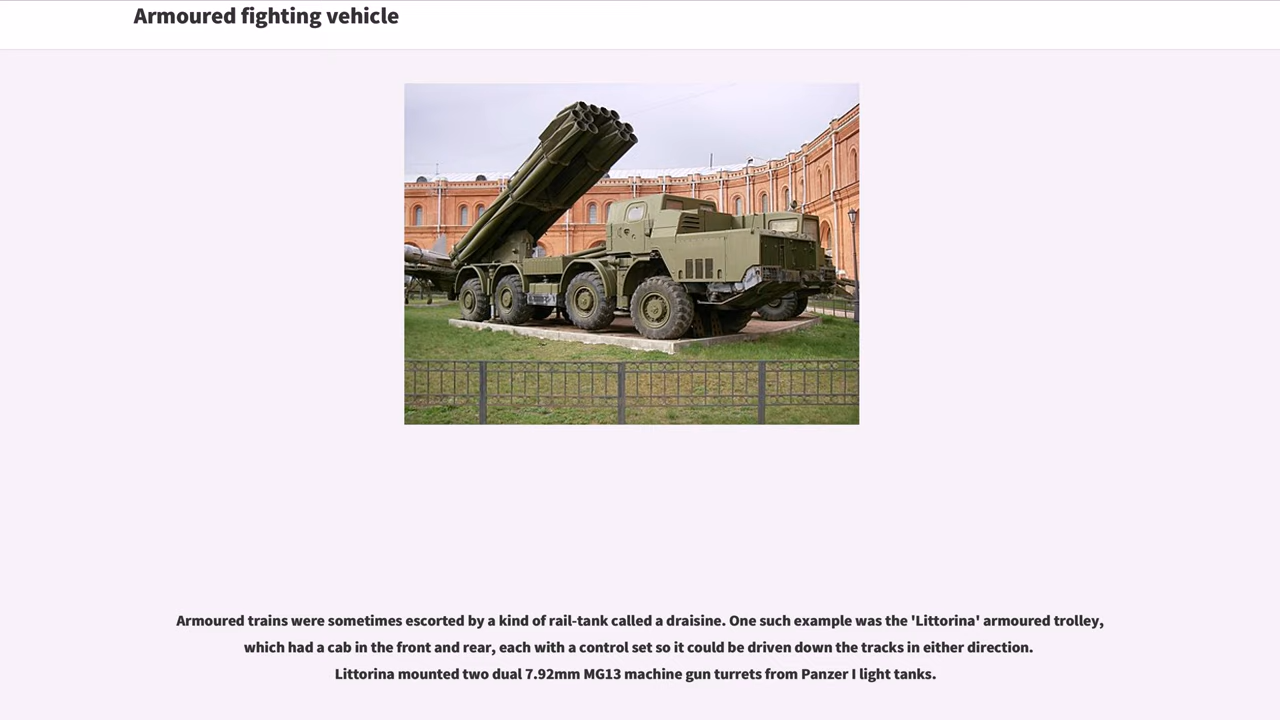 Armoured fighting vehicle
Armoured trains were sometimes escorted by a kind of rail-tank called a draisine. One such example was the 'Littorina' armoured trolley,
which had a cab in the front and rear, each with a control set so it could be driven down the tracks in either direction.
Littorina mounted two dual 7.92mm MG13 machine gun turrets from Panzer I light tanks.